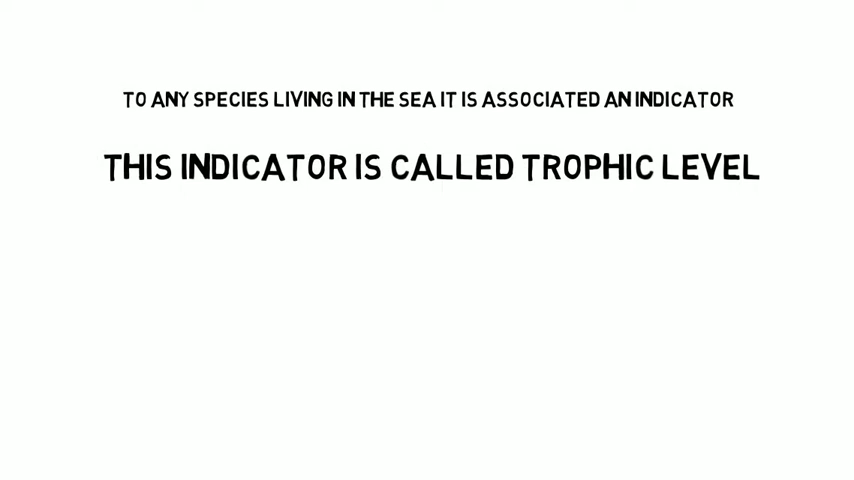 TO ANY SPECIES LIVING IN THE SEA IT IS ASSOCIATED AN INDICATOR
THIS INDICATOR IS CALLED TROPHIC LEVEL